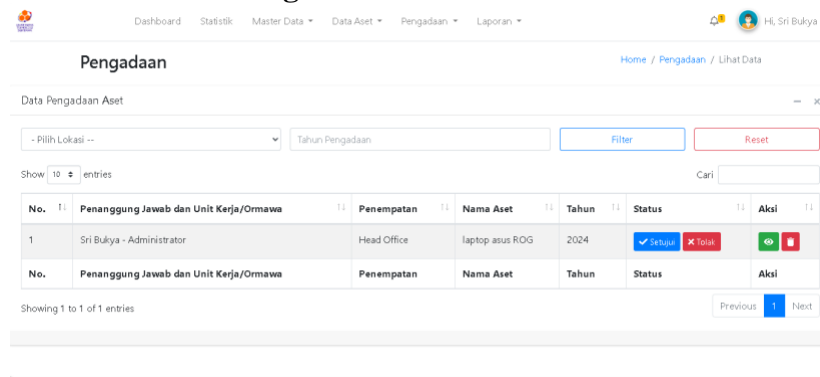 Dashboard Statistik Master Data Data Aset Pengadaan Laporan 1 Hi, Sri Bukya
Pengadaan
Home / Pengadaan / Lihat Data
Data Pengadaan Aset
- Pilih Lokasi -- Tahun Pengadaan Filter Reset
Show 10 entries Cari
No. Penanggung Jawab dan Unit Kerja/Ormawa Penempatan Nama Aset Tahun Status Aksi
1 Sri Bukya - Administrator Head Office laptop asus ROG 2024 Setujui Tolak
No. Penanggung Jawab dan Unit Kerja/Ormawa Penempatan Nama Aset Tahun Status Aksi
Showing 1 to 1 of 1 entries Previous 1 Next